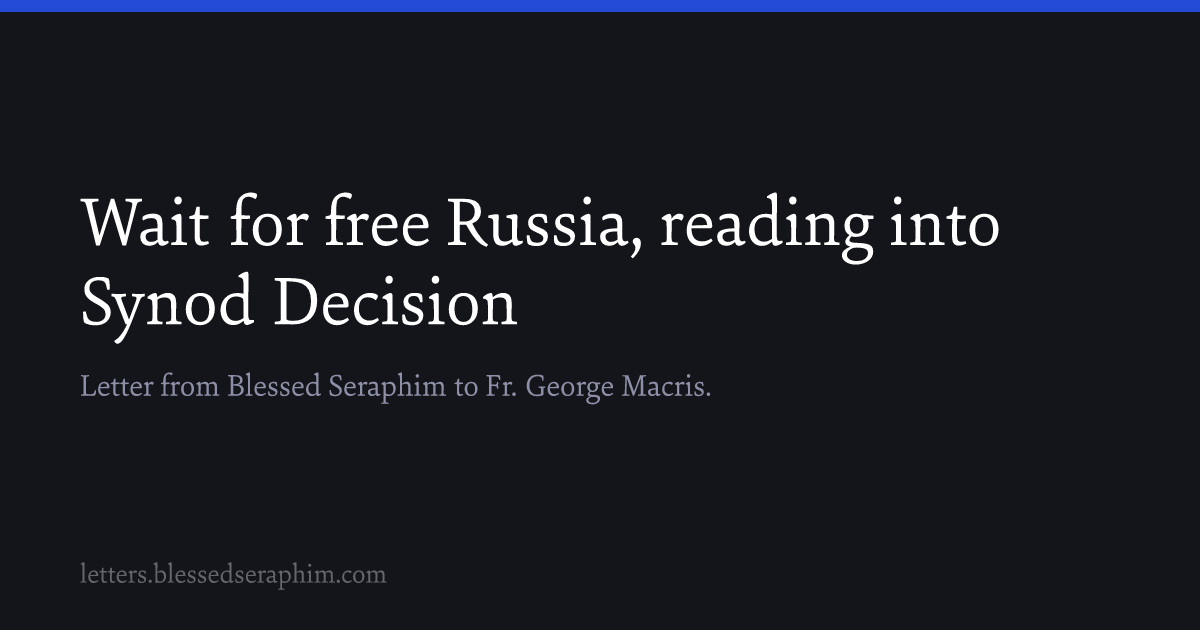 Wait for free Russia, reading into
Synod Decision
Letter from Blessed Seraphim to Fr. George Macris.
letters.blessedseraphim.com